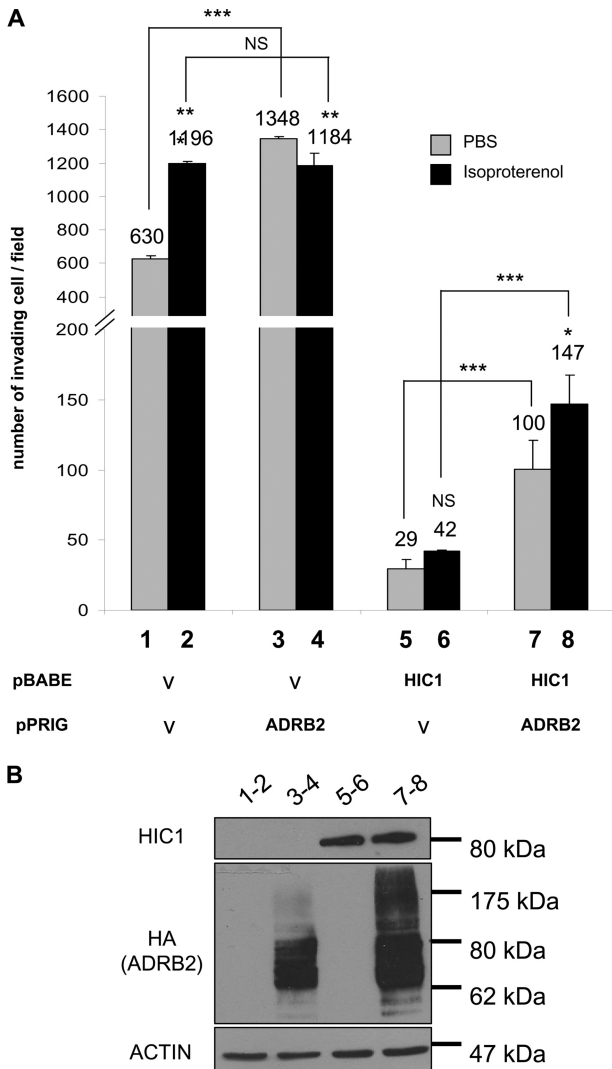 A
***
NS
1600
1400
1200
1000
800
600
400
200
150
100
50
0
number of invading cell / field
630
**
*
1196
1348
**
1184
PBS
Isoproterenol
***
***
29
NS
42
100
*
147
1 2 3 4 5 6 7 8
pBABE V V HIC1 HIC1
pPRIG V ADRB2 V ADRB2
B
1-2 3-4 5-6 7-8
HIC1
80 kDa
175 kDa
HA
(ADRB2)
80 kDa
62 kDa
ACTIN
47 kDa